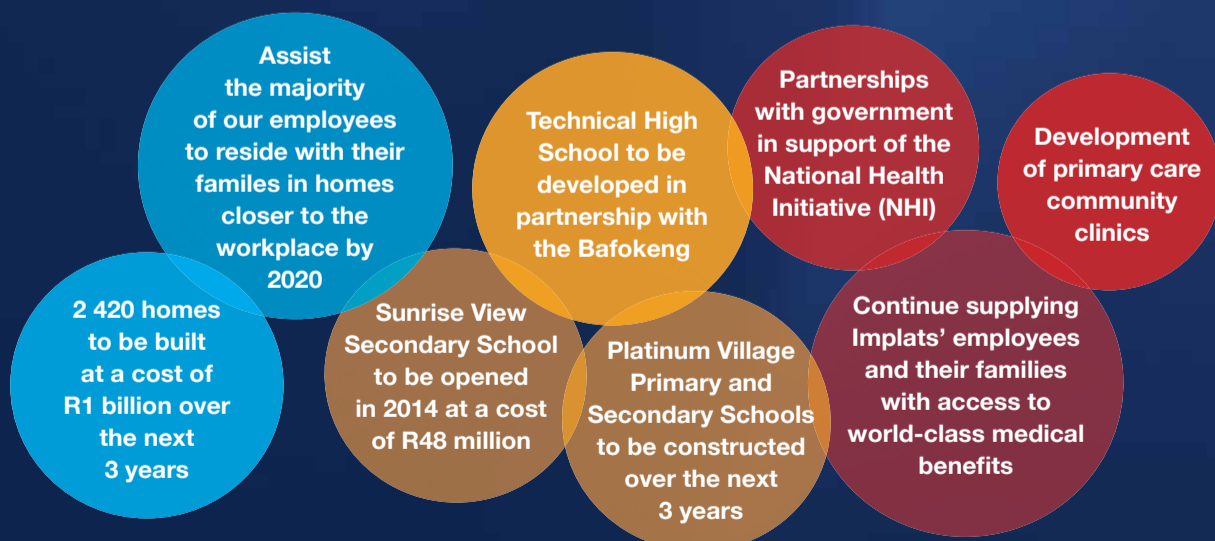 Assist
the majority
of our employees
to reside with their
familes in homes
closer to the
workplace by
2020
2 420 homes
to be built
at a cost of
R1 billion over
the next
3 years
Sunrise View
Secondary School
to be opened
in 2014 at a cost
of R48 million
Technical High
School to be
developed in
partnership with
the Bafokeng
Platinum Village
Primary and
Secondary Schools
to be constructed
over the next
3 years
Partnerships
with government
in support of the
National Health
Initiative (NHI)
Continue supplying
Implats’ employees
and their families
with access to
world-class medical
benefits
Development
of primary care
community
clinics